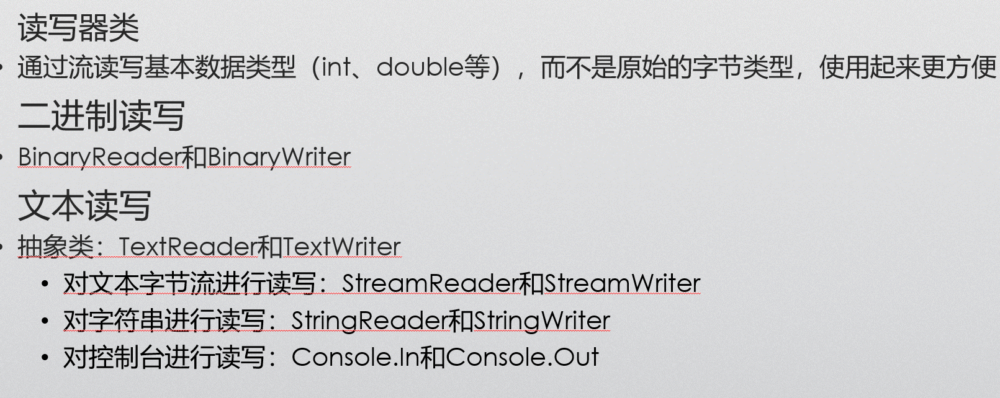 读写器类
• 通过流读写基本数据类型（int、double等），而不是原始的字节类型，使用起来更方便
二进制读写
• BinaryReader和BinaryWriter
文本读写
• 抽象类：TextReader和TextWriter
• 对文本字节流进行读写：StreamReader和StreamWriter
• 对字符串进行读写：StringReader和StringWriter
• 对控制台进行读写：Console.In和Console.Out